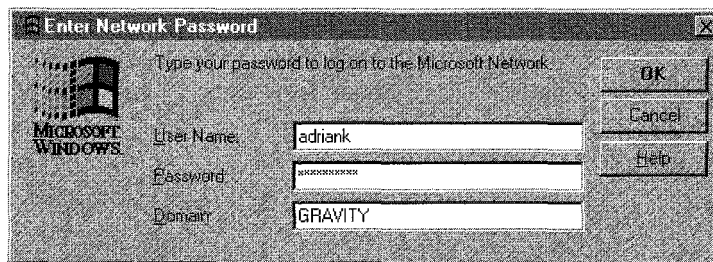 Enter Network Password
Type your password to log on to the Microsoft Network.
MICROSOFT
WINDOWS
User Name: adriank
Password: **********
Domain: GRAVITY
OK
Cancel
Help